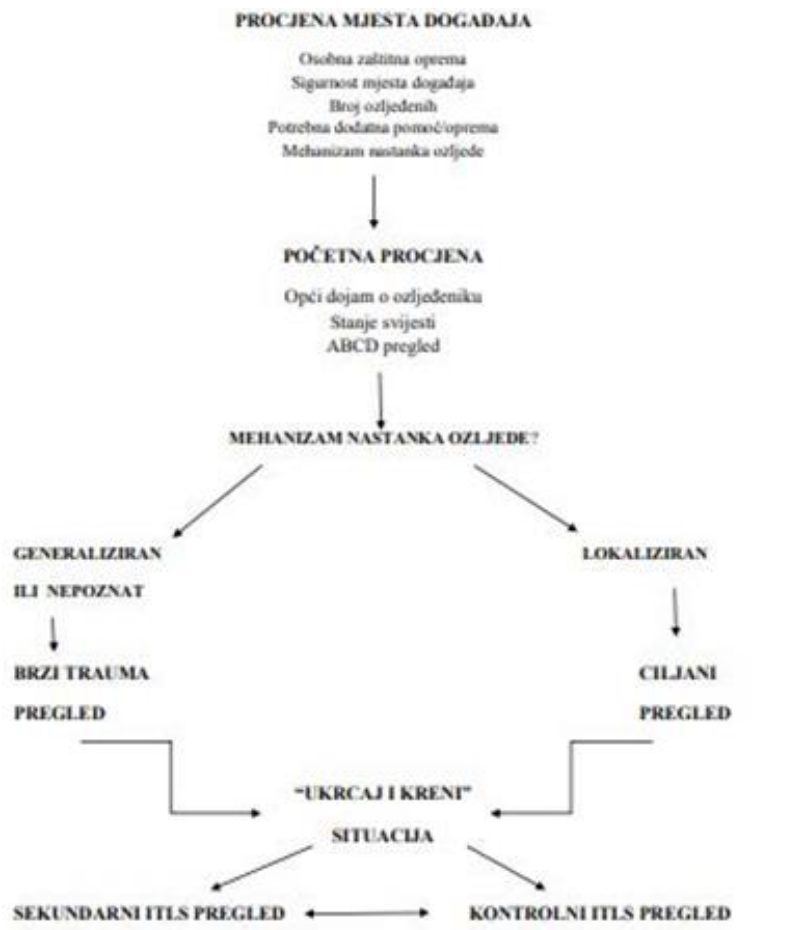 PROCJENA MJESTA DOGAĐAJA
Osobna zaštitna oprema
Sigurnost mjesta događaja
Broj ozljeđenih
Potrebna dodatna pomoć/oprema
Mehanizam nastanka ozljede
POČETNA PROCJENA
Opći dojam o ozljeđeniku
Stanje svijesti
ABCD pregled
MEHANIZAM NASTANKA OZLJEDE?
GENERALIZIRAN
ILI NEPOZNAT
LOKALIZIRAN
BRZI TRAUMA
PREGLED
CILJANI
PREGLED
“UKRCAJ I KRENI”
SITUACIJA
SEKUNDARNI ITLS PREGLED
KONTROLNI ITLS PREGLED